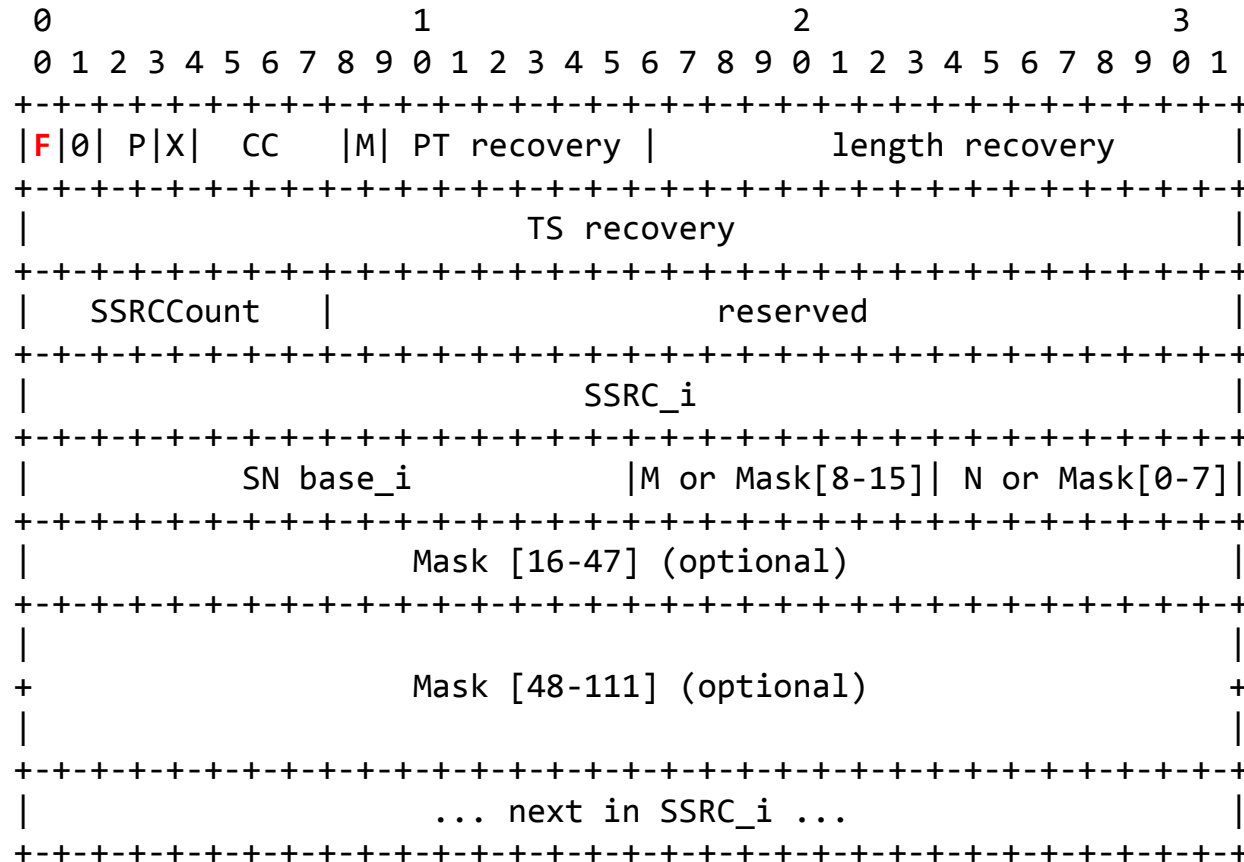 0                   1                   2                   3
 0 1 2 3 4 5 6 7 8 9 0 1 2 3 4 5 6 7 8 9 0 1 2 3 4 5 6 7 8 9 0 1
+-+-+-+-+-+-+-+-+-+-+-+-+-+-+-+-+-+-+-+-+-+-+-+-+-+-+-+-+-+-+-+-+
|F|0| P|X|  CC   |M| PT recovery |         length recovery      |
+-+-+-+-+-+-+-+-+-+-+-+-+-+-+-+-+-+-+-+-+-+-+-+-+-+-+-+-+-+-+-+-+
|                          TS recovery                          |
+-+-+-+-+-+-+-+-+-+-+-+-+-+-+-+-+-+-+-+-+-+-+-+-+-+-+-+-+-+-+-+-+
|   SSRCCount   |                    reserved                   |
+-+-+-+-+-+-+-+-+-+-+-+-+-+-+-+-+-+-+-+-+-+-+-+-+-+-+-+-+-+-+-+-+
|                             SSRC_i                            |
+-+-+-+-+-+-+-+-+-+-+-+-+-+-+-+-+-+-+-+-+-+-+-+-+-+-+-+-+-+-+-+-+
|           SN base_i           |M or Mask[8-15]| N or Mask[0-7]|
+-+-+-+-+-+-+-+-+-+-+-+-+-+-+-+-+-+-+-+-+-+-+-+-+-+-+-+-+-+-+-+-+
|                    Mask [16-47] (optional)                    |
+-+-+-+-+-+-+-+-+-+-+-+-+-+-+-+-+-+-+-+-+-+-+-+-+-+-+-+-+-+-+-+-+
|                                                               |
+                    Mask [48-111] (optional)                   +
|                                                               |
+-+-+-+-+-+-+-+-+-+-+-+-+-+-+-+-+-+-+-+-+-+-+-+-+-+-+-+-+-+-+-+-+
|                     ... next in SSRC_i ...                    |
+-+-+-+-+-+-+-+-+-+-+-+-+-+-+-+-+-+-+-+-+-+-+-+-+-+-+-+-+-+-+-+-+